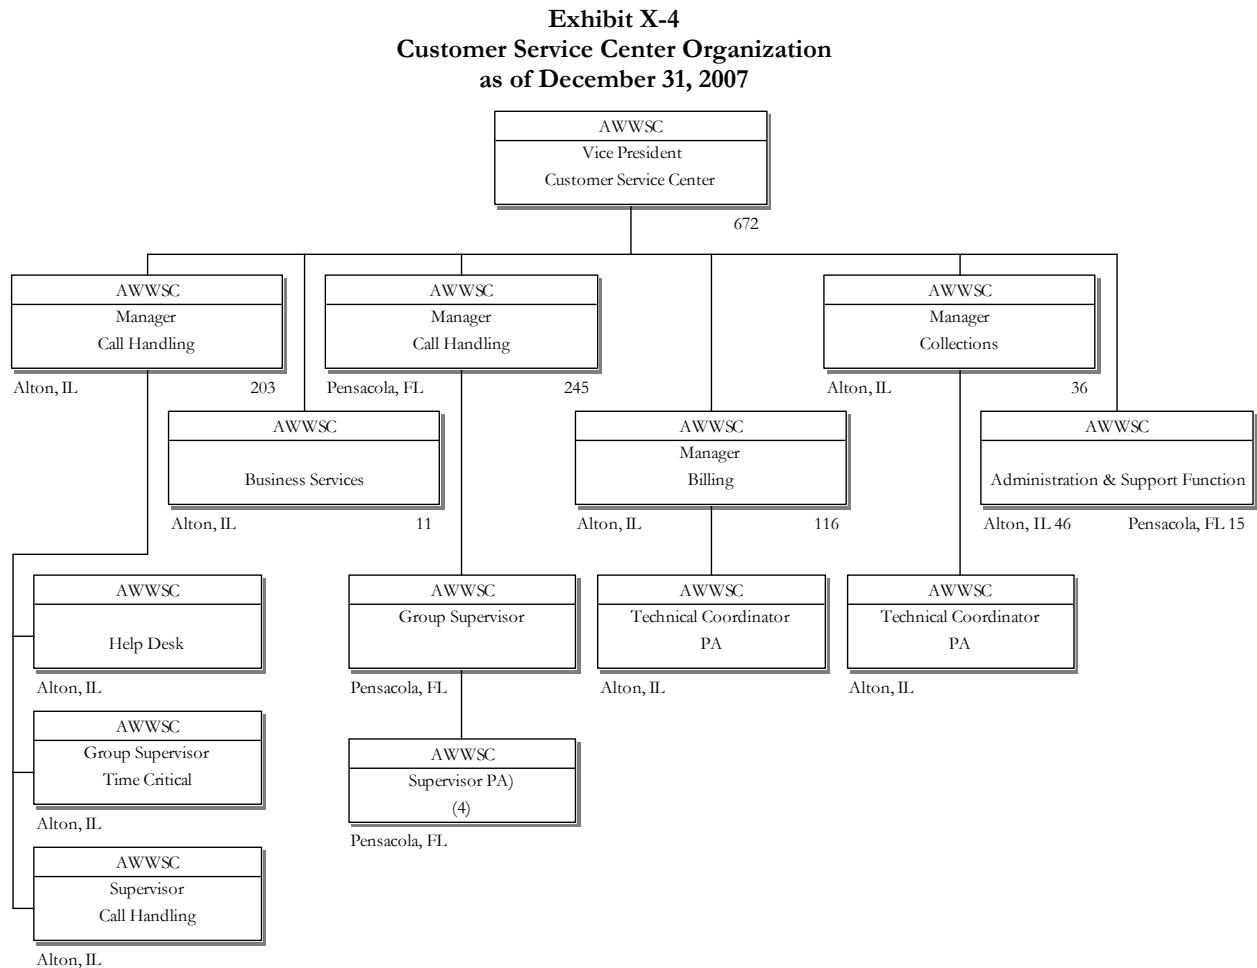 Exhibit X-4
Customer Service Center Organization
as of December 31, 2007
AWWSC
Vice President
Customer Service Center
672
AWWSC
Manager
Call Handling
Alton, IL 203
AWWSC
Manager
Call Handling
Pensacola, FL 245
AWWSC
Manager
Collections
Alton, IL 36
AWWSC
Business Services
Alton, IL 11
AWWSC
Manager
Billing
Alton, IL 116
AWWSC
Administration & Support Function
Alton, IL 46 Pensacola, FL 15
AWWSC
Help Desk
Alton, IL
AWWSC
Group Supervisor
Pensacola, FL
AWWSC
Technical Coordinator
PA
Alton, IL
AWWSC
Technical Coordinator
PA
Alton, IL
AWWSC
Group Supervisor
Time Critical
Alton, IL
AWWSC
Supervisor PA)
(4)
Pensacola, FL
AWWSC
Supervisor
Call Handling
Alton, IL